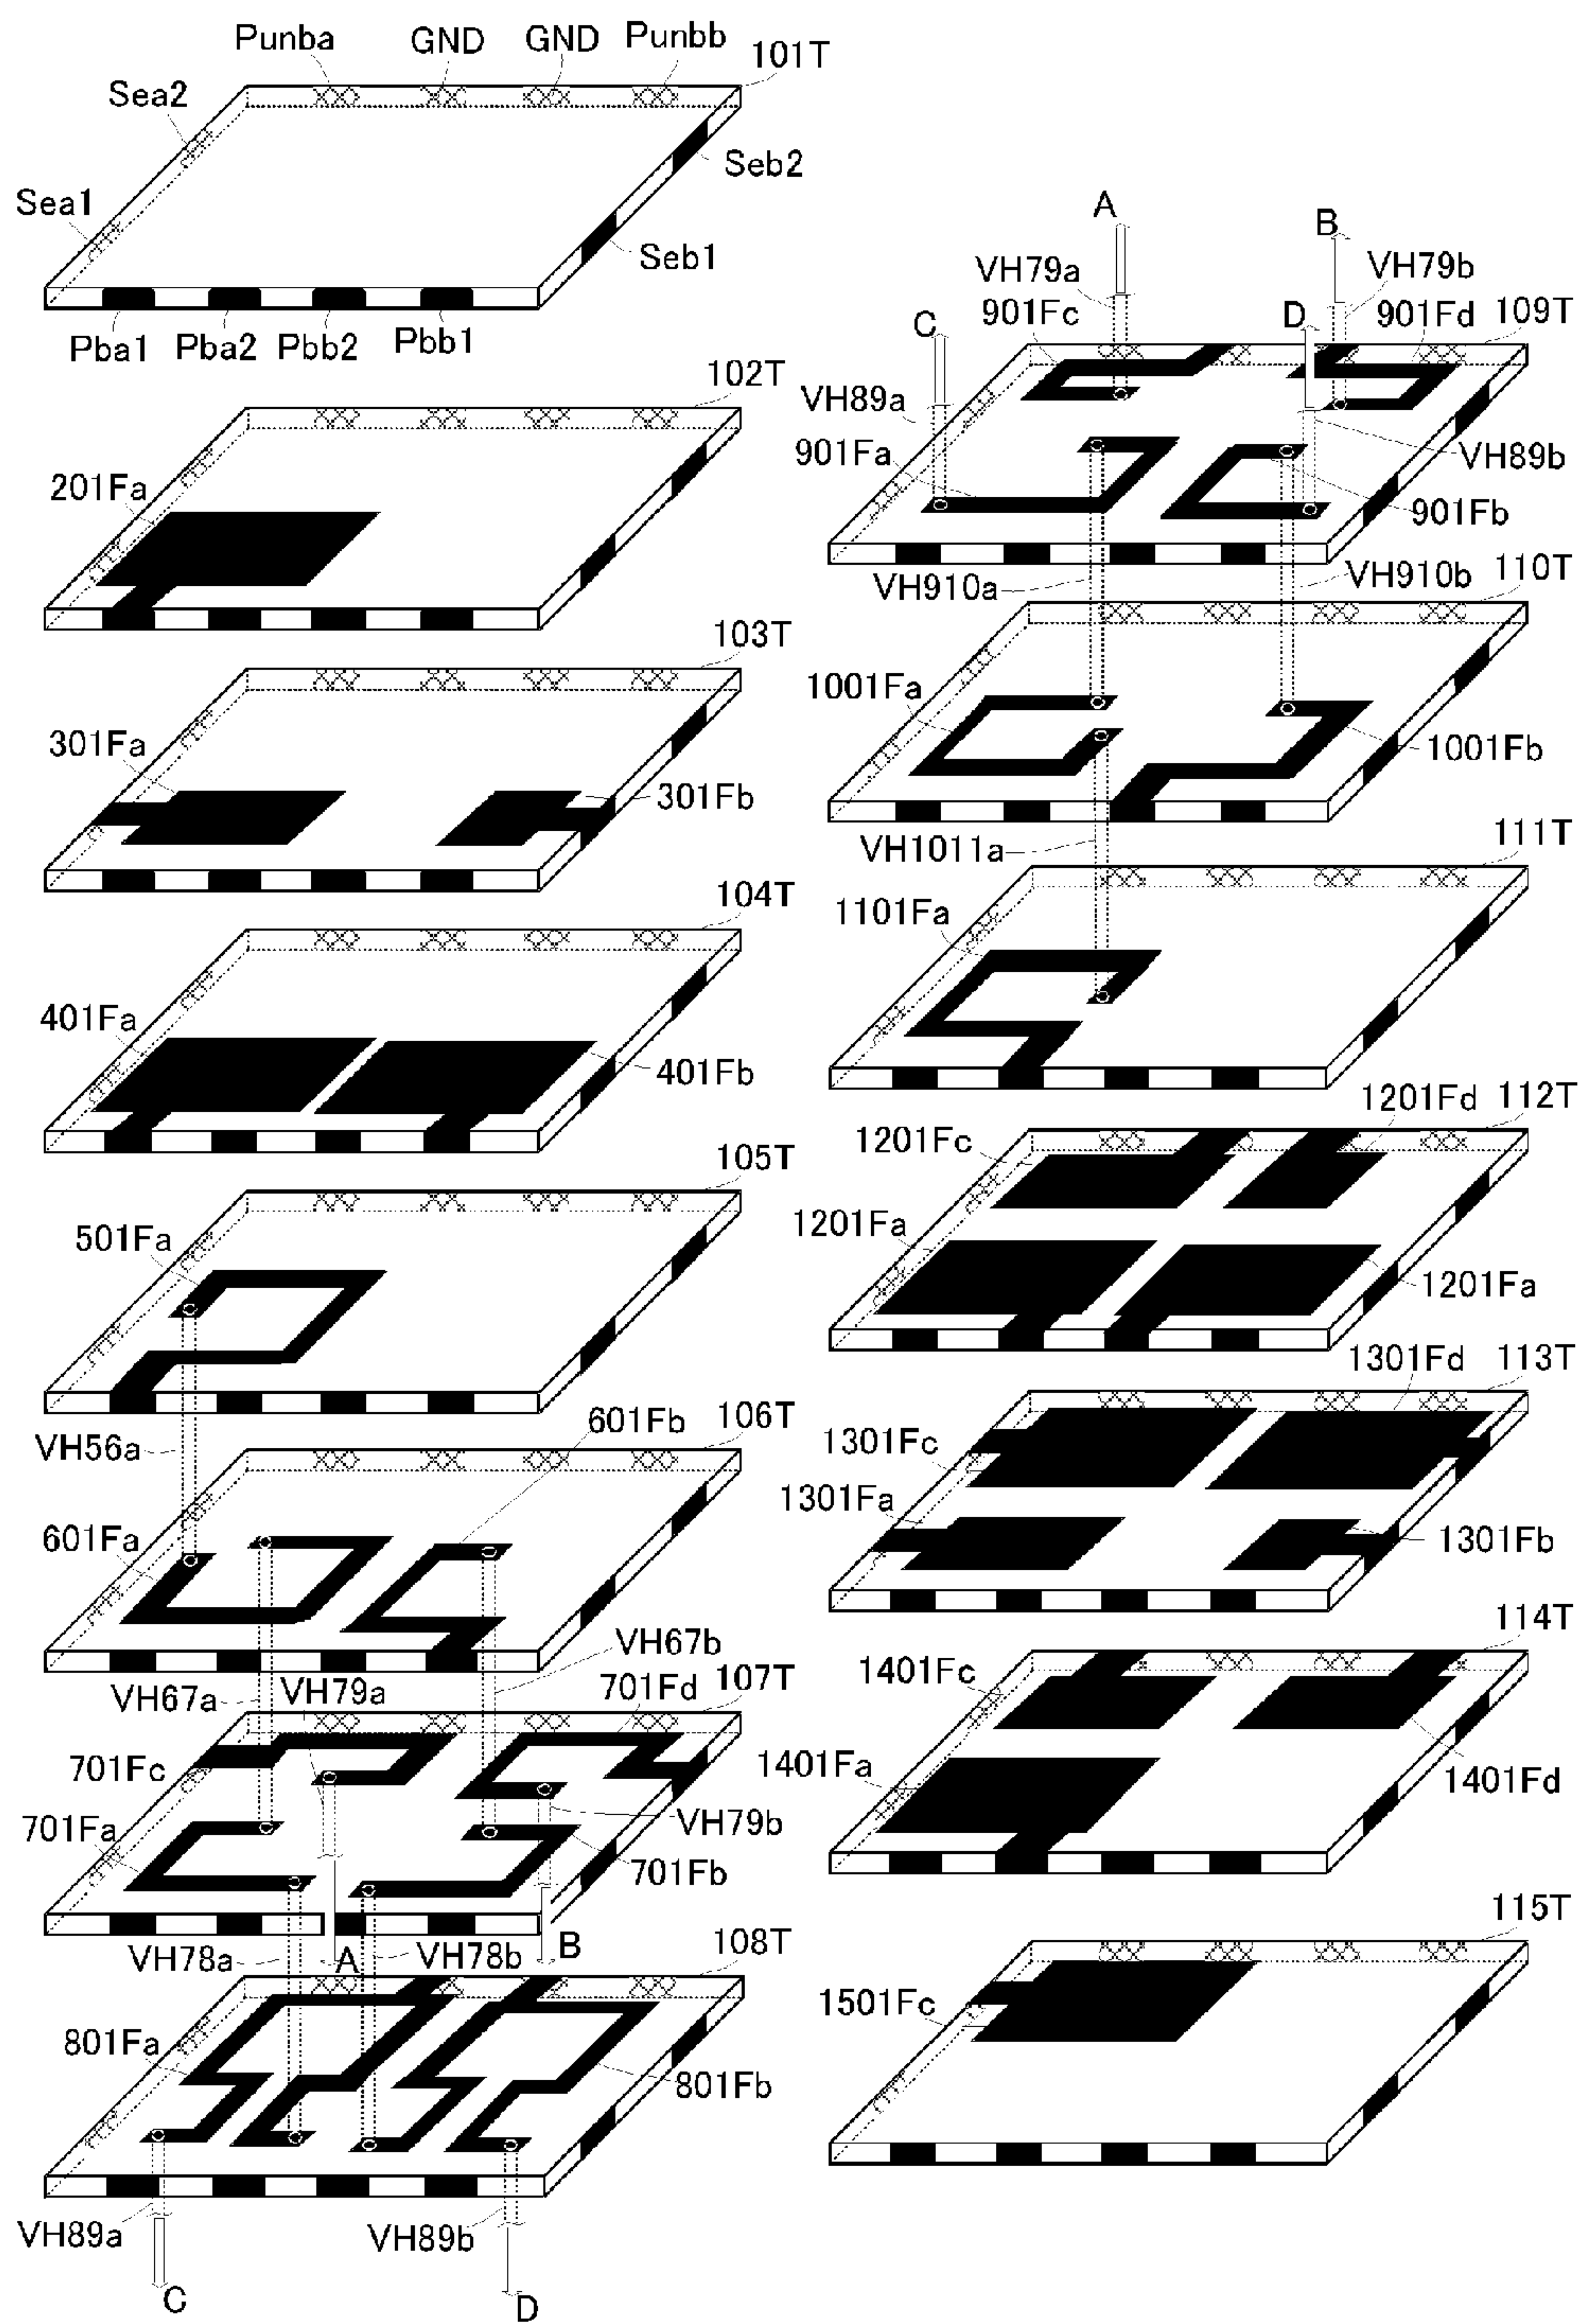 Punba GND GND Punbb 101T
Sea2
Seb2
Sea1
Seb1
Pba1 Pba2 Pbb2 Pbb1
102T
201Fa
103T
301Fa
301Fb
104T
401Fa
401Fb
105T
501Fa
VH56a
106T
601Fb
601Fa
VH67b
VH67a VH79a
701Fd 107T
701Fc
VH79b
701Fa
701Fb
VH78a A VH78b B
108T
801Fa
801Fb
VH89a VH89b
C D
A B
VH79a VH79b
901Fc C D 901Fd 109T
VH89a
901Fa VH89b
901Fb
VH910a VH910b 110T
1001Fa
1001Fb
VH1011a 111T
1101Fa
1201Fd 112T
1201Fc
1201Fa
1201Fa
1301Fd 113T
1301Fc
1301Fa
1301Fb
114T
1401Fc
1401Fa
1401Fd
115T
1501Fc